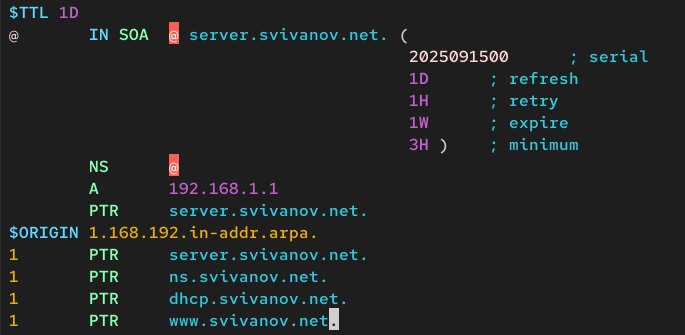 $TTL 1D
@ IN SOA @ server.svivanov.net. (
2025091500 ; serial
1D ; refresh
1H ; retry
1W ; expire
3H ) ; minimum
NS @
A 192.168.1.1
PTR server.svivanov.net.
$ORIGIN 1.168.192.in-addr.arpa.
1 PTR server.svivanov.net.
1 PTR ns.svivanov.net.
1 PTR dhcp.svivanov.net.
1 PTR www.svivanov.net.